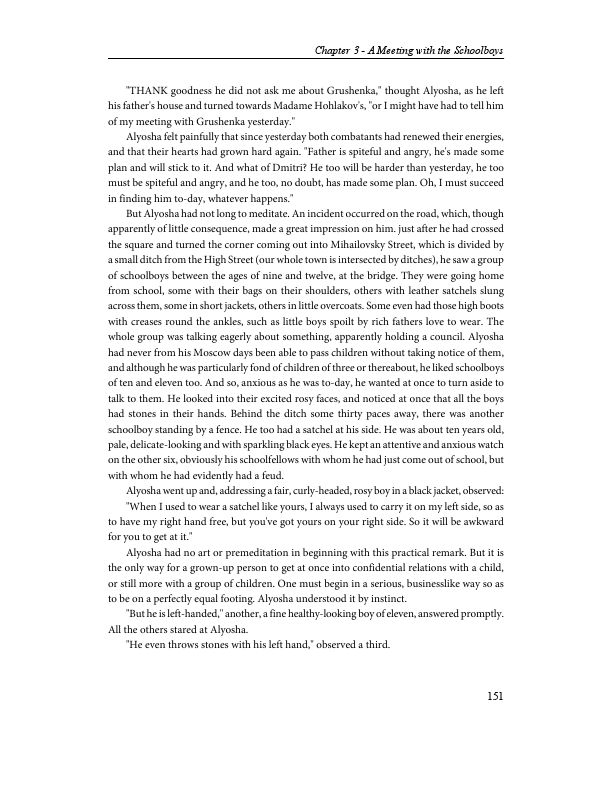 Chapter 3 - A Meeting with the Schoolboys
"THANK goodness he did not ask me about Grushenka," thought Alyosha, as he left
his father's house and turned towards Madame Hohlakov's, "or I might have had to tell him
of my meeting with Grushenka yesterday."
Alyosha felt painfully that since yesterday both combatants had renewed their energies,
and that their hearts had grown hard again. "Father is spiteful and angry, he's made some
plan and will stick to it. And what of Dmitri? He too will be harder than yesterday, he too
must be spiteful and angry, and he too, no doubt, has made some plan. Oh, I must succeed
in finding him to-day, whatever happens."
But Alyosha had not long to meditate. An incident occurred on the road, which, though
apparently of little consequence, made a great impression on him. just after he had crossed
the square and turned the corner coming out into Mihailovsky Street, which is divided by
a small ditch from the High Street (our whole town is intersected by ditches), he saw a group
of schoolboys between the ages of nine and twelve, at the bridge. They were going home
from school, some with their bags on their shoulders, others with leather satchels slung
across them, some in short jackets, others in little overcoats. Some even had those high boots
with creases round the ankles, such as little boys spoilt by rich fathers love to wear. The
whole group was talking eagerly about something, apparently holding a council. Alyosha
had never from his Moscow days been able to pass children without taking notice of them,
and although he was particularly fond of children of three or thereabout, he liked schoolboys
of ten and eleven too. And so, anxious as he was to-day, he wanted at once to turn aside to
talk to them. He looked into their excited rosy faces, and noticed at once that all the boys
had stones in their hands. Behind the ditch some thirty paces away, there was another
schoolboy standing by a fence. He too had a satchel at his side. He was about ten years old,
pale, delicate-looking and with sparkling black eyes. He kept an attentive and anxious watch
on the other six, obviously his schoolfellows with whom he had just come out of school, but
with whom he had evidently had a feud.
Alyosha went up and, addressing a fair, curly-headed, rosy boy in a black jacket, observed:
"When I used to wear a satchel like yours, I always used to carry it on my left side, so as
to have my right hand free, but you've got yours on your right side. So it will be awkward
for you to get at it."
Alyosha had no art or premeditation in beginning with this practical remark. But it is
the only way for a grown-up person to get at once into confidential relations with a child,
or still more with a group of children. One must begin in a serious, businesslike way so as
to be on a perfectly equal footing. Alyosha understood it by instinct.
"But he is left-handed," another, a fine healthy-looking boy of eleven, answered promptly.
All the others stared at Alyosha.
"He even throws stones with his left hand," observed a third.
151